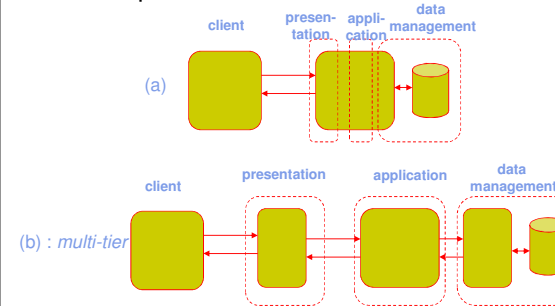 client
presen-
tation
appli-
cation
data
management
(a)
client
presentation
application
data
management
(b) : multi-tier